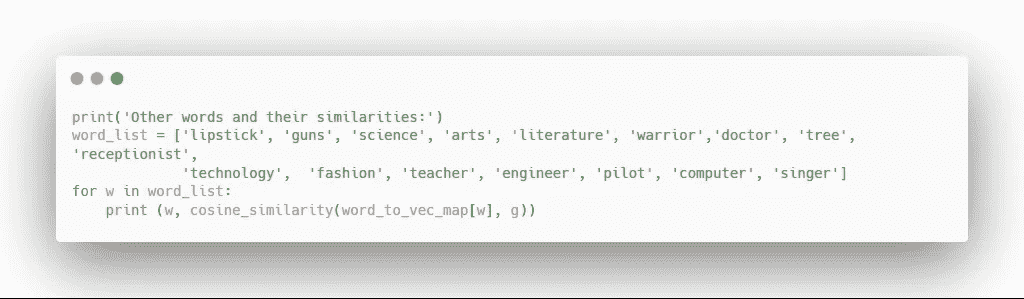 print('Other words and their similarities:')
word_list = ['lipstick', 'guns', 'science', 'arts', 'literature', 'warrior','doctor', 'tree',
'receptionist',
             'technology',  'fashion', 'teacher', 'engineer', 'pilot', 'computer', 'singer']
for w in word_list:
    print (w, cosine_similarity(word_to_vec_map[w], g))